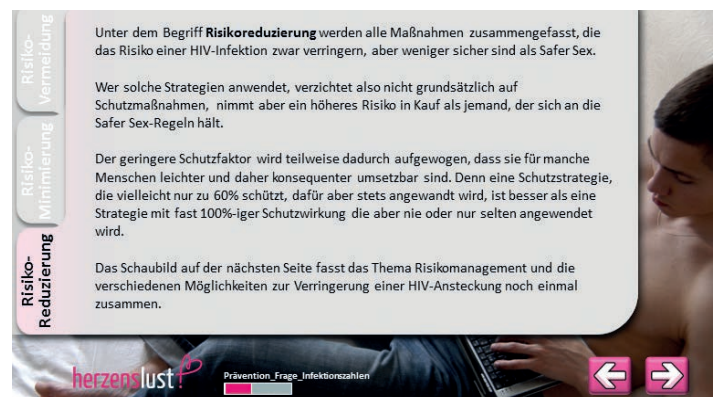 Risiko-
Vermeidung
Risiko-
Minimierung
Risiko-
Reduzierung
Unter dem Begriff Risikoreduzierung werden alle Maßnahmen zusammengefasst, die
das Risiko einer HIV-Infektion zwar verringern, aber weniger sicher sind als Safer Sex.
Wer solche Strategien anwendet, verzichtet also nicht grundsätzlich auf
Schutzmaßnahmen, nimmt aber ein höheres Risiko in Kauf als jemand, der sich an die
Safer Sex-Regeln hält.
Der geringere Schutzfaktor wird teilweise dadurch aufgewogen, dass sie für manche
Menschen leichter und daher konsequenter umsetzbar sind. Denn eine Schutzstrategie,
die vielleicht nur zu 60% schützt, dafür aber stets angewandt wird, ist besser als eine
Strategie mit fast 100%-iger Schutzwirkung die aber nie oder nur selten angewendet
wird.
Das Schaubild auf der nächsten Seite fasst das Thema Risikomanagement und die
verschiedenen Möglichkeiten zur Verringerung einer HIV-Ansteckung noch einmal
zusammen.
herzenslust
Prävention_Frage_Infektionszahlen